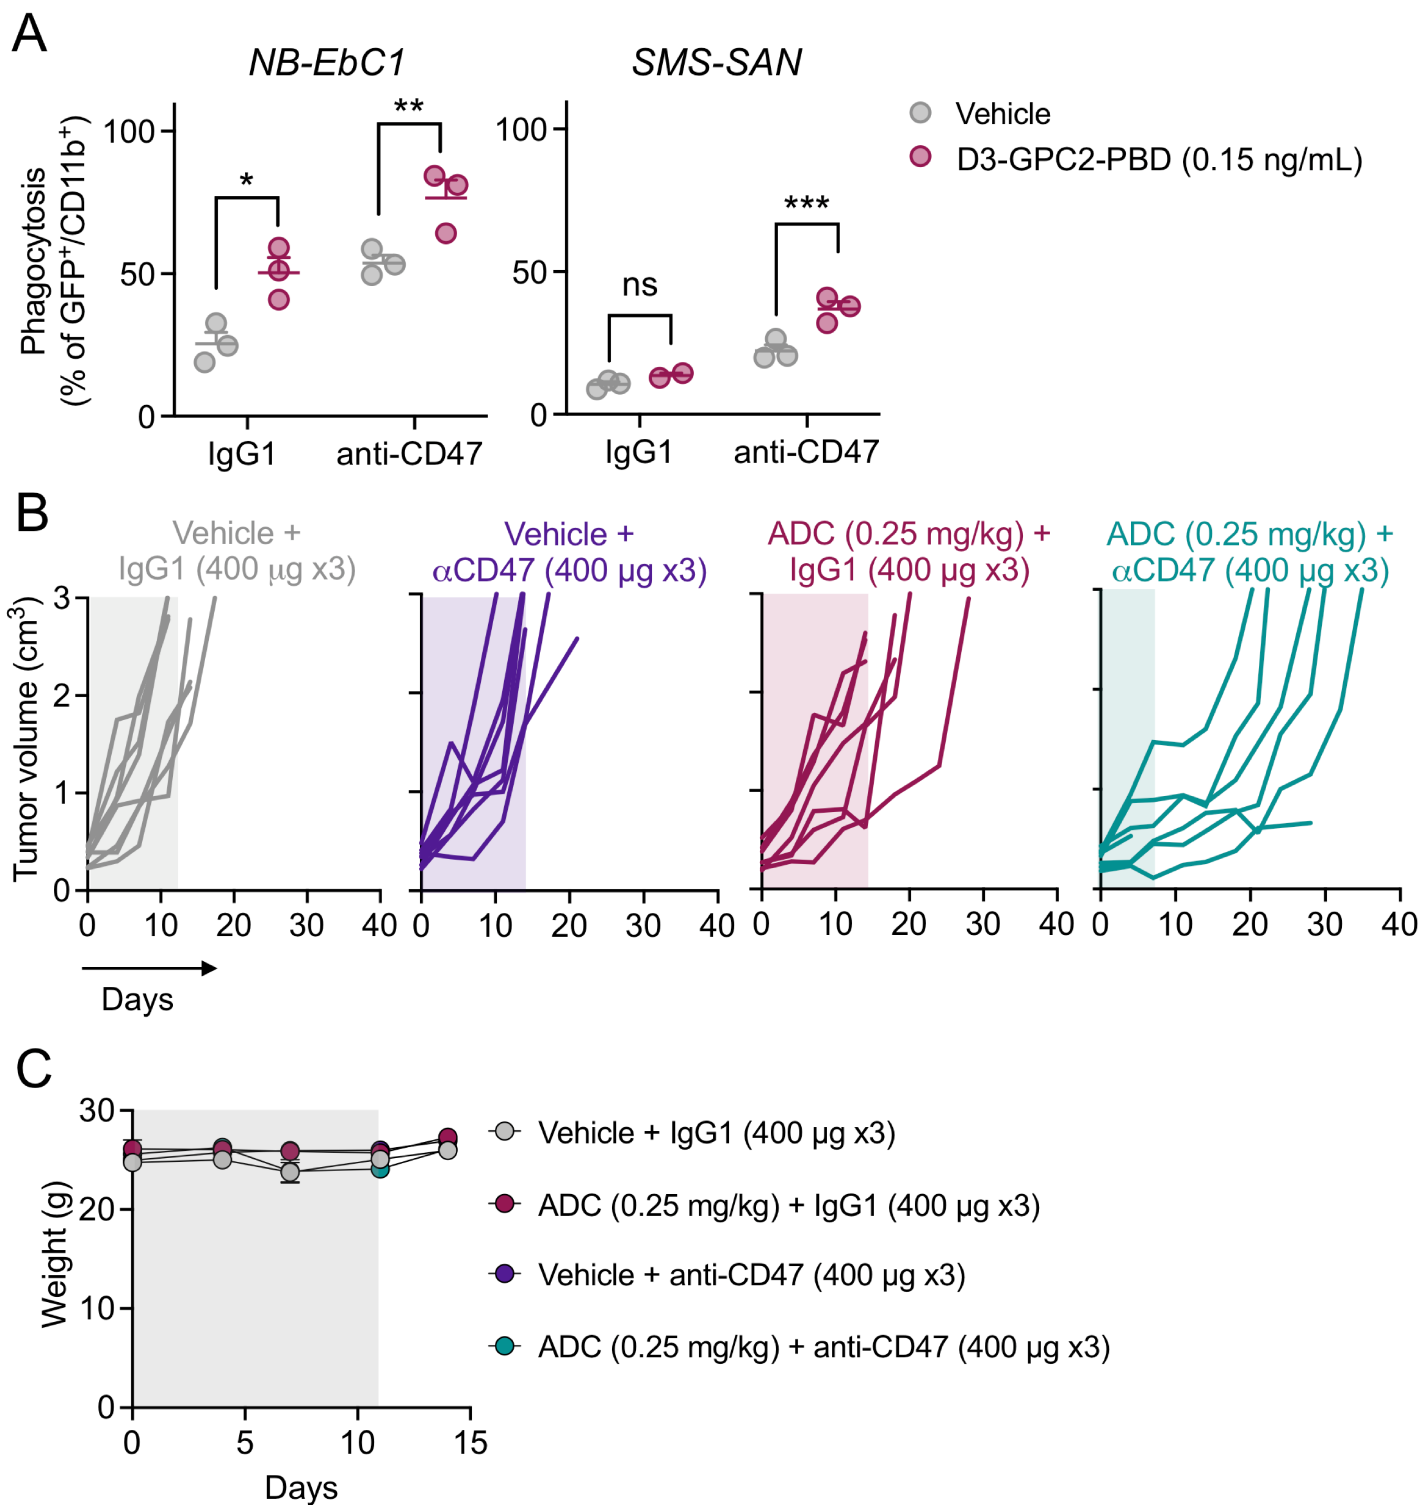 A
NB-EbC1
SMS-SAN
Vehicle
D3-GPC2-PBD (0.15 ng/mL)
Phagocytosis
(% of GFP+/CD11b+)
100
50
0
*
**
IgG1
anti-CD47
100
50
0
ns
***
IgG1
anti-CD47
B
Vehicle +
IgG1 (400 μg x3)
Vehicle +
αCD47 (400 µg x3)
ADC (0.25 mg/kg) +
IgG1 (400 µg x3)
ADC (0.25 mg/kg) +
αCD47 (400 µg x3)
Tumor volume (cm³)
3
2
1
0
0 10 20 30 40
0 10 20 30 40
0 10 20 30 40
0 10 20 30 40
Days
C
Weight (g)
30
20
10
0
0 5 10 15
Days
Vehicle + IgG1 (400 µg x3)
ADC (0.25 mg/kg) + IgG1 (400 µg x3)
Vehicle + anti-CD47 (400 µg x3)
ADC (0.25 mg/kg) + anti-CD47 (400 µg x3)